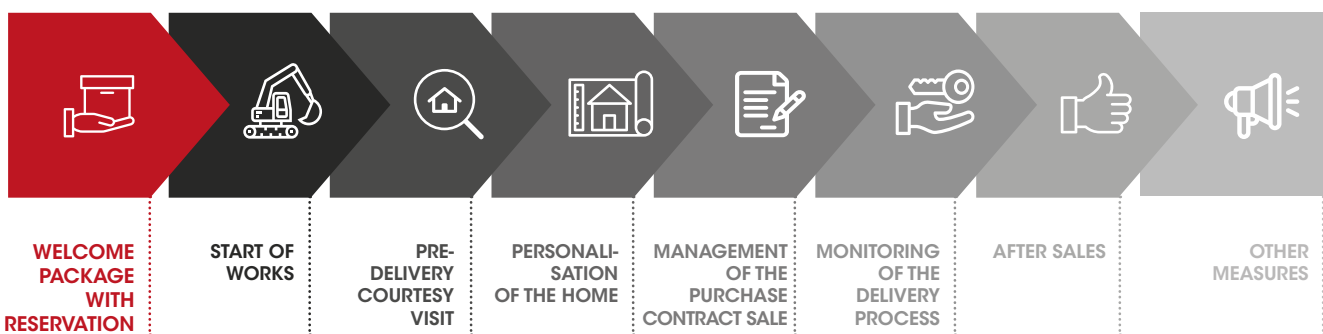 WELCOME
PACKAGE
WITH
RESERVATION
START OF
WORKS
PRE-
DELIVERY
COURTESY
VISIT
PERSONALI-
SATION
OF THE HOME
MANAGEMENT
OF THE
PURCHASE
CONTRACT SALE
MONITORING
OF THE
DELIVERY
PROCESS
AFTER SALES
OTHER
MEASURES